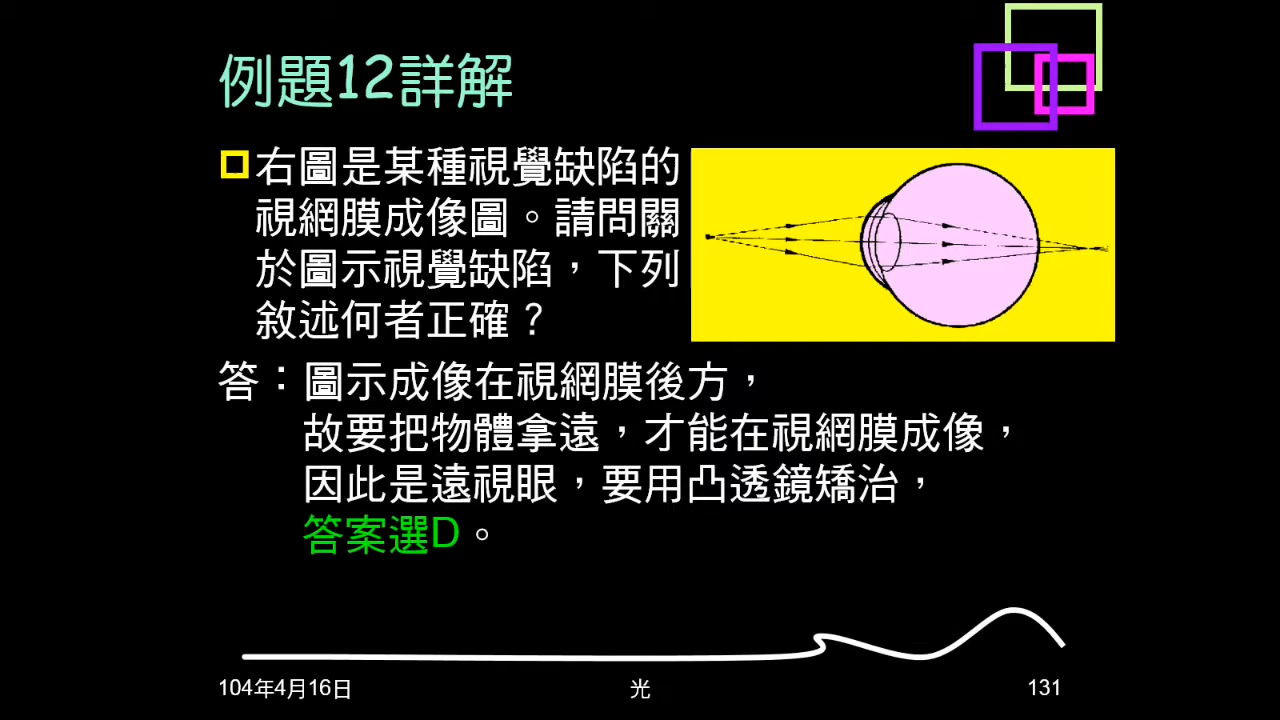 例題12詳解
右圖是某種視覺缺陷的
視網膜成像圖。請問關
於圖示視覺缺陷，下列
敘述何者正確？
答：圖示成像在視網膜後方，
故要把物體拿遠，才能在視網膜成像，
因此是遠視眼，要用凸透鏡矯治，
答案選D。
104年4月16日
光
131